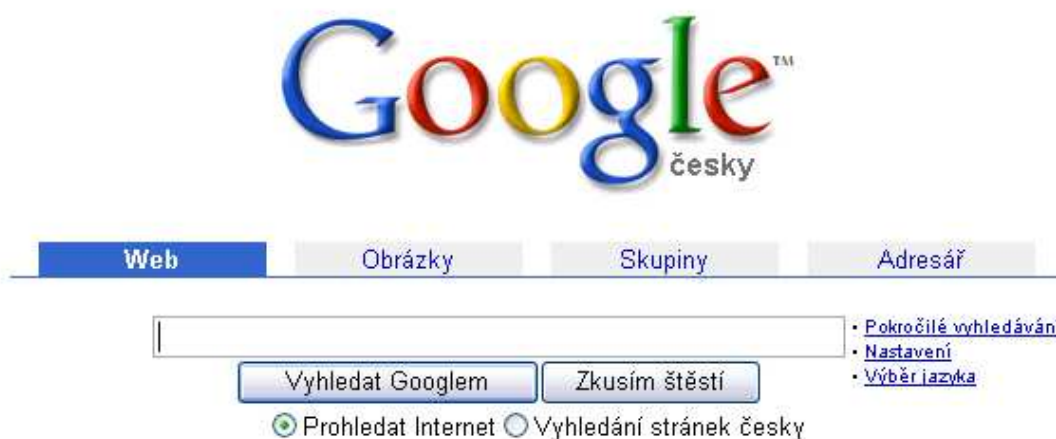 Google™
česky
Web Obrázky Skupiny Adresář
• Pokročilé vyhledáván
• Nastavení
• Výběr jazyka
Vyhledat Googlem Zkusím štěstí
Prohledat Internet Vyhledání stránek česky